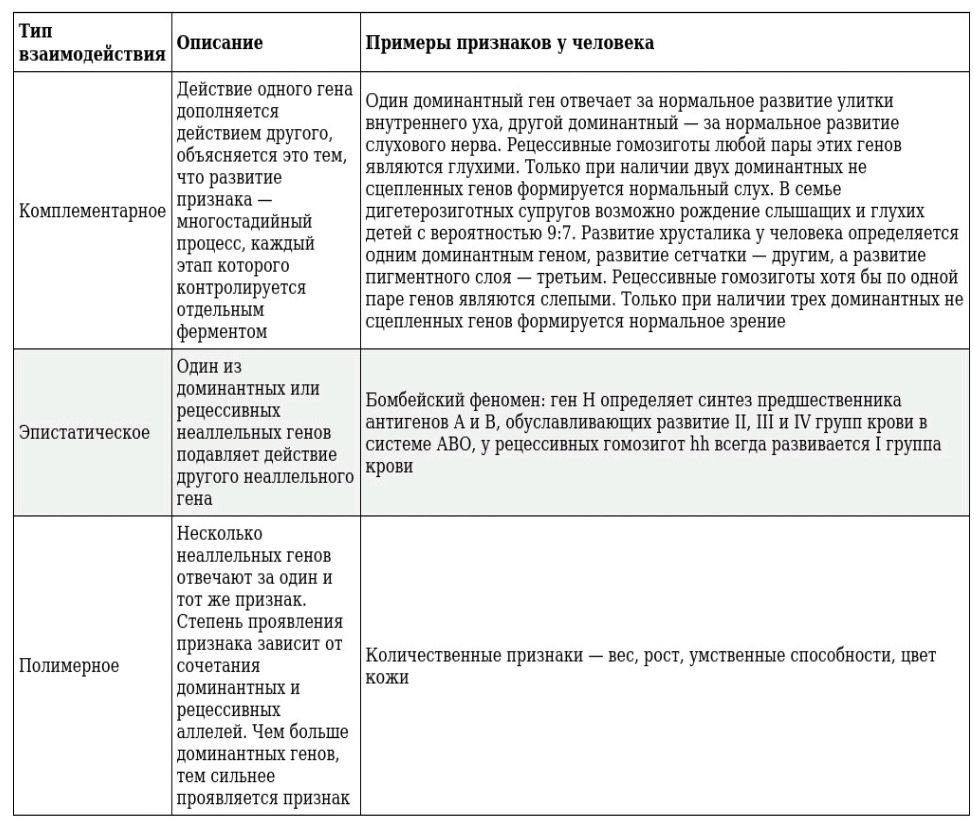 Тип
взаимодействия
Описание
Примеры признаков у человека
Комплементарное
Действие одного гена
дополняется
действием другого,
объясняется это тем,
что развитие
признака —
многостадийный
процесс, каждый
этап которого
контролируется
отдельным
ферментом
Один доминантный ген отвечает за нормальное развитие улитки
внутреннего уха, другой доминантный — за нормальное развитие
слухового нерва. Рецессивные гомозиготы любой пары этих генов
являются глухими. Только при наличии двух доминантных не
сцепленных генов формируется нормальный слух. В семье
дигетерозиготных супругов возможно рождение слышащих и глухих
детей с вероятностью 9:7. Развитие хрусталика у человека определяется
одним доминантным геном, развитие сетчатки — другим, а развитие
пигментного слоя — третьим. Рецессивные гомозиготы хотя бы по одной
паре генов являются слепыми. Только при наличии трех доминантных не
сцепленных генов формируется нормальное зрение
Эпистатическое
Один из
доминантных или
рецессивных
неаллельных генов
подавляет действие
другого неаллельного
гена
Бомбейский феномен: ген H определяет синтез предшественника
антигенов A и B, обуславливающих развитие II, III и IV групп крови в
системе АВО, у рецессивных гомозигот hh всегда развивается I группа
крови
Полимерное
Несколько
неаллельных генов
отвечают за один и
тот же признак.
Степень проявления
признака зависит от
сочетания
доминантных и
рецессивных
аллелей. Чем больше
доминантных генов,
тем сильнее
проявляется признак
Количественные признаки — вес, рост, умственные способности, цвет
кожи